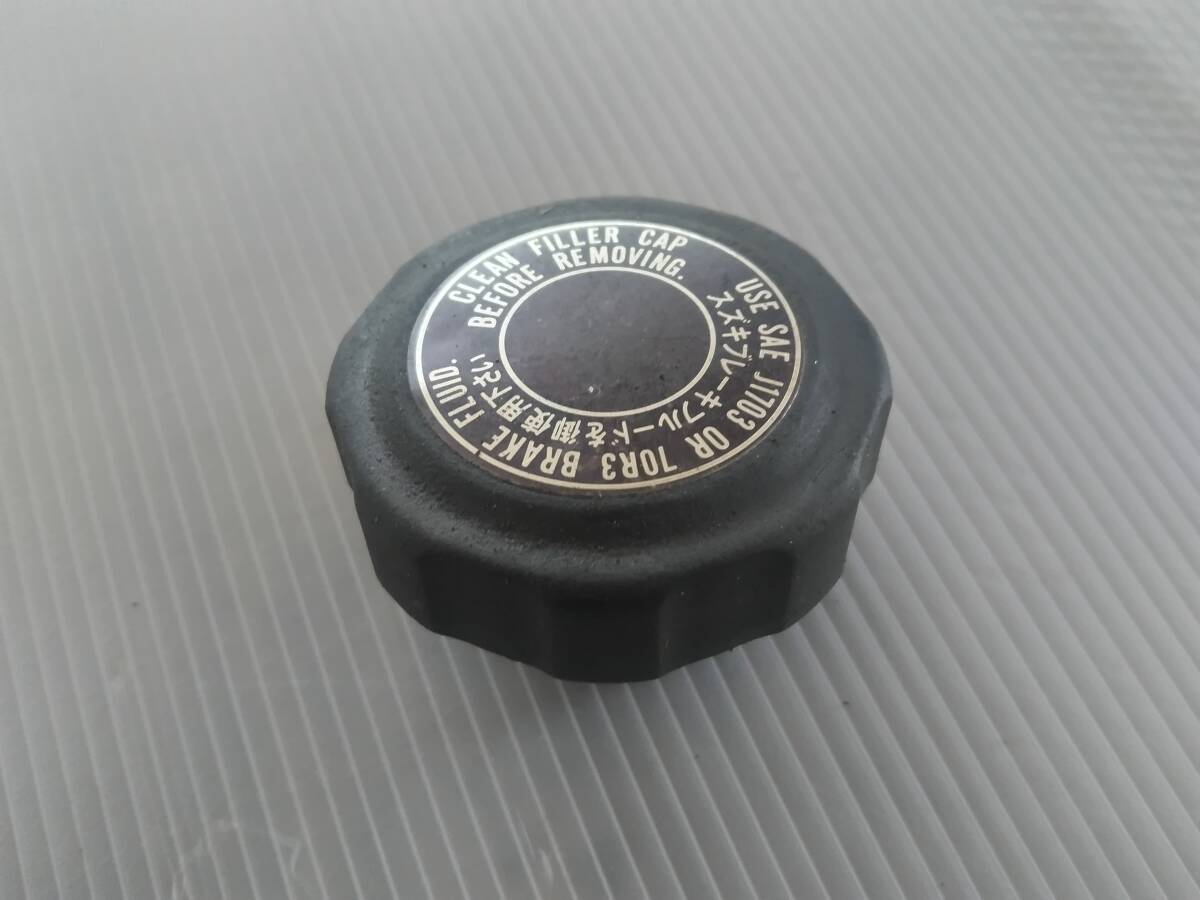 CLEAN FILLER CAP
BEFORE REMOVING.
USE SAE J1703 OR 70R3 BRAKE FLUID.
スズキブレーキフルードを御使用下さい